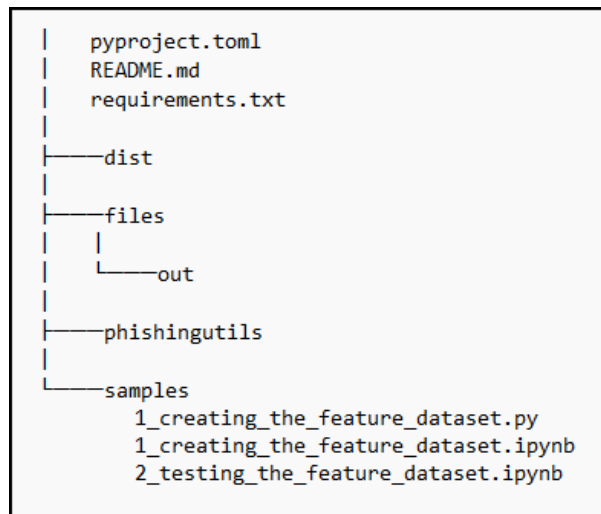 pyproject.toml
README.md
requirements.txt
dist
files
out
phishingutils
samples
1_creating_the_feature_dataset.py
1_creating_the_feature_dataset.ipynb
2_testing_the_feature_dataset.ipynb